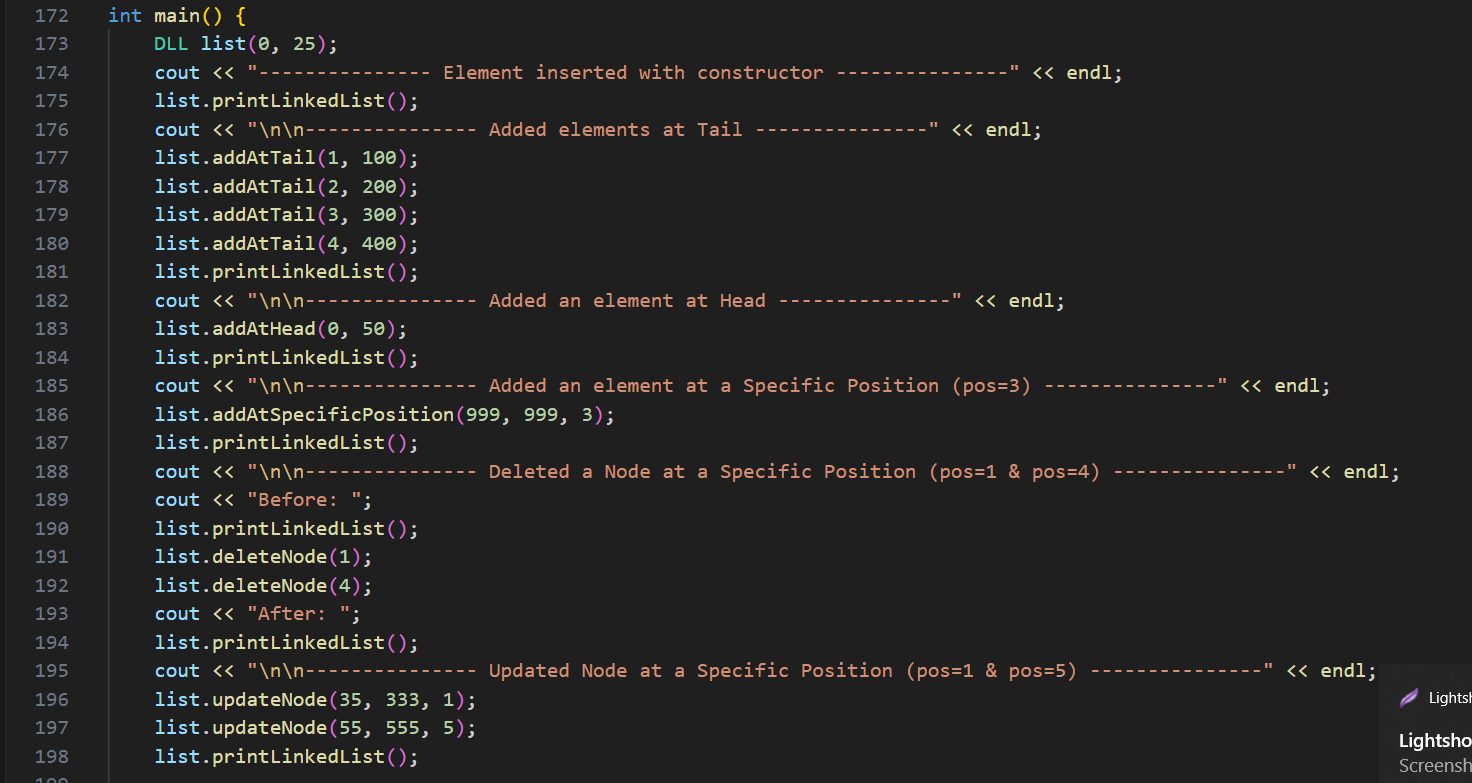 172 int main() {
173 DLL list(0, 25);
174 cout << "--------------- Element inserted with constructor ---------------" << endl;
175 list.printLinkedList();
176 cout << "\n\n--------------- Added elements at Tail ---------------" << endl;
177 list.addAtTail(1, 100);
178 list.addAtTail(2, 200);
179 list.addAtTail(3, 300);
180 list.addAtTail(4, 400);
181 list.printLinkedList();
182 cout << "\n\n--------------- Added an element at Head ---------------" << endl;
183 list.addAtHead(0, 50);
184 list.printLinkedList();
185 cout << "\n\n--------------- Added an element at a Specific Position (pos=3) ---------------" << endl;
186 list.addAtSpecificPosition(999, 999, 3);
187 list.printLinkedList();
188 cout << "\n\n--------------- Deleted a Node at a Specific Position (pos=1 & pos=4) ---------------" << endl;
189 cout << "Before: ";
190 list.printLinkedList();
191 list.deleteNode(1);
192 list.deleteNode(4);
193 cout << "After: ";
194 list.printLinkedList();
195 cout << "\n\n--------------- Updated Node at a Specific Position (pos=1 & pos=5) ---------------" << endl;
196 list.updateNode(35, 333, 1);
197 list.updateNode(55, 555, 5);
198 list.printLinkedList();
Lightsh
Lightsho
Screensh